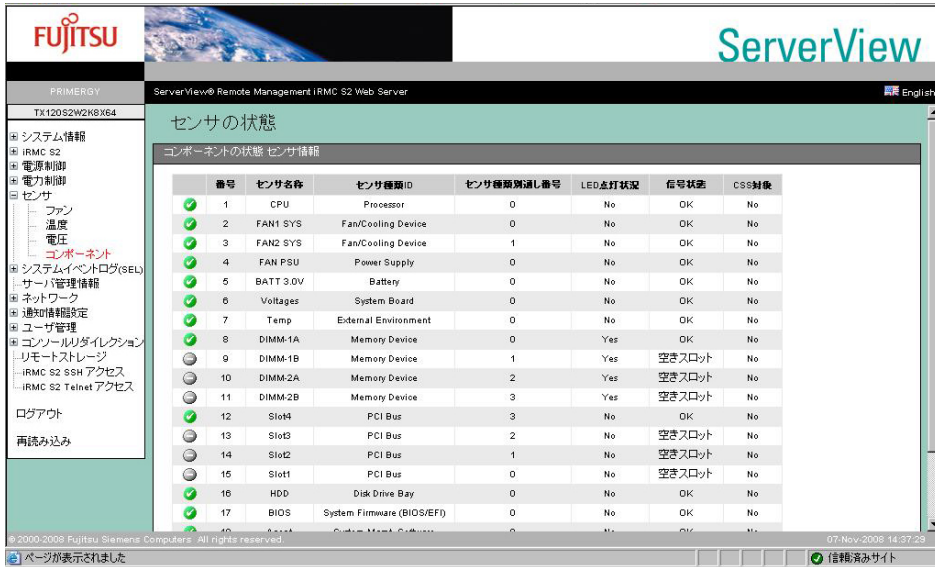 FUJITSU
ServerView
PRIMERGY
ServerView® Remote Management iRMC S2 Web Server
English
TX120S2W2K8X64
システム情報
iRMC S2
電源制御
電力制御
センサ
ファン
温度
電圧
コンポーネント
システムイベントログ(SEL)
サーバ管理情報
ネットワーク
通知情報設定
ユーザ管理
コンソールリダイレクション
リモートストレージ
iRMC S2 SSH アクセス
iRMC S2 Telnet アクセス
ログアウト
再読み込み
センサの状態
コンポーネントの状態 センサ情報
番号 センサ名称 センサ種類ID センサ種類別通し番号 LED点灯状況 信号状態 CSS対象
1 CPU Processor 0 No OK No
2 FAN1 SYS Fan/Cooling Device 0 No OK No
3 FAN2 SYS Fan/Cooling Device 1 No OK No
4 FAN PSU Power Supply 0 No OK No
5 BATT 3.0V Battery 0 No OK No
6 Voltages System Board 0 No OK No
7 Temp External Environment 0 No OK No
8 DIMM-1A Memory Device 0 Yes OK No
9 DIMM-1B Memory Device 1 Yes 空きスロット No
10 DIMM-2A Memory Device 2 Yes 空きスロット No
11 DIMM-2B Memory Device 3 Yes 空きスロット No
12 Slot4 PCI Bus 3 No OK No
13 Slot3 PCI Bus 2 No 空きスロット No
14 Slot2 PCI Bus 1 No 空きスロット No
15 Slot1 PCI Bus 0 No 空きスロット No
16 HDD Disk Drive Bay 0 No OK No
17 BIOS System Firmware (BIOS/EFI) 0 No OK No
© 2000-2008 Fujitsu Siemens Computers All rights reserved.
07-Nov-2008 14:37:29
ページが表示されました
信頼済みサイト